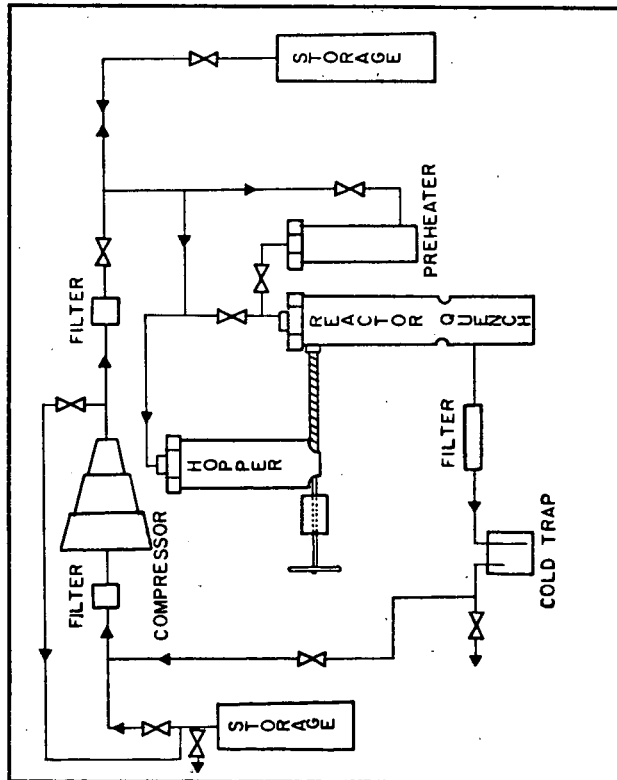 STORAGE
FILTER
PREHEATER
REACTOR QUENCH
HOPPER
FILTER
COMPRESSOR
FILTER
COLD TRAP
STORAGE